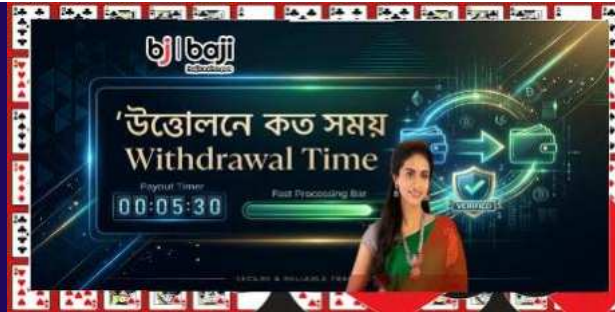 bj baji
'উত্তোলনে কত সময়
Withdrawal Time
Payout Timer
Fast Processing Bar
00:05:30
VERIFIED